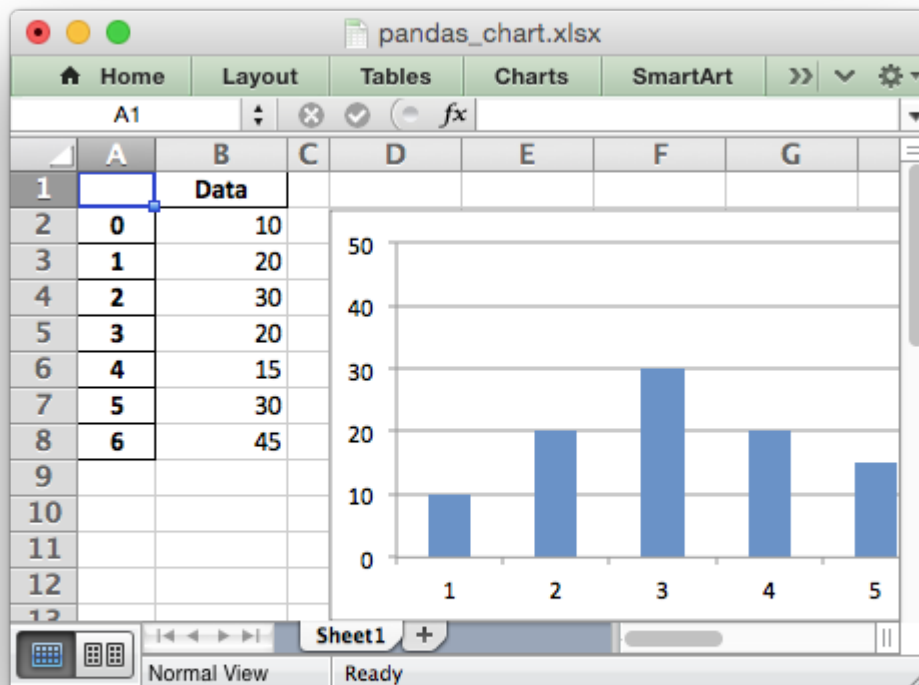 pandas_chart.xlsx
Home Layout Tables Charts SmartArt
A1 fx
A B C D E F G
1 Data
2 0 10
3 1 20
4 2 30
5 3 20
6 4 15
7 5 30
8 6 45
9
10
11
12
13
50
40
30
20
10
0
1 2 3 4 5
Sheet1
Normal View Ready